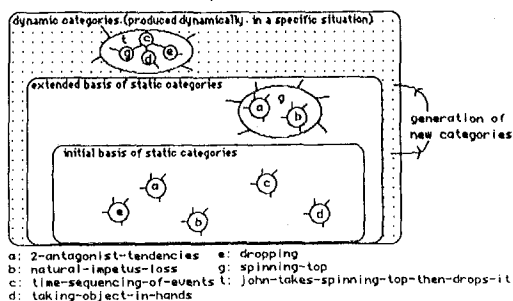 dynamic categories (produced dynamically. in a specific situation)
t
c
g
d
e
extended basis of static categories
g
a
b
generation of
new categories
initial basis of static categories
a
c
e
b
d
a: 2-antagonist-tendencies e: dropping
b: natural-impetus-loss g: spinning-top
c: time-sequencing-of-events t: john-takes-spinning-top-then-drops-it
d: taking-object-in-hands